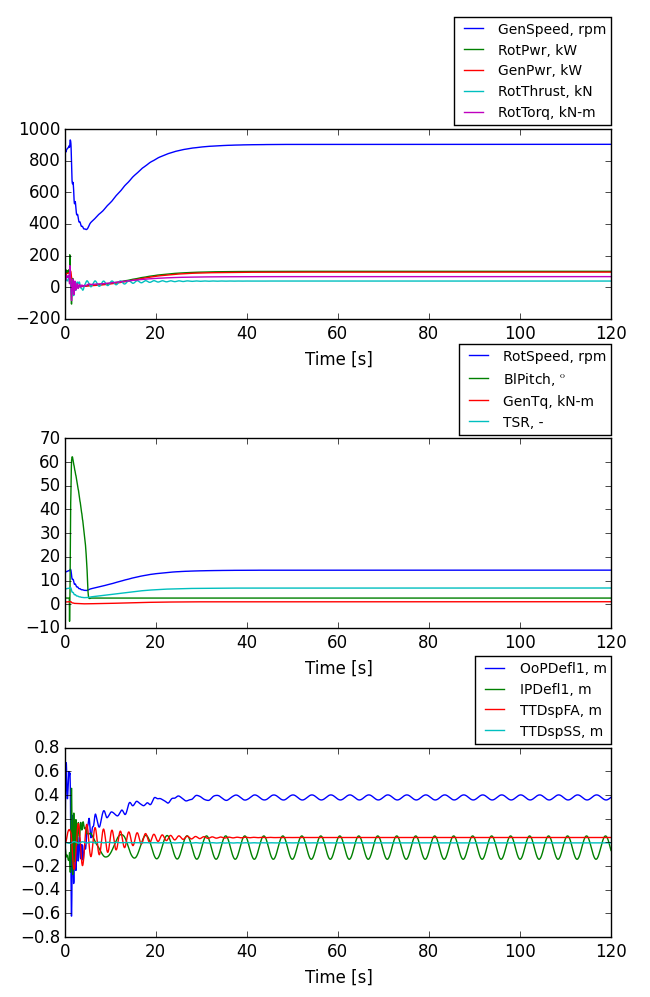 GenSpeed, rpm
RotPwr, kW
GenPwr, kW
RotThrust, kN
RotTorq, kN-m
1000
800
600
400
200
0
−200
0 20 40 60 80 100 120
Time [s]
RotSpeed, rpm
BlPitch, °
GenTq, kN-m
TSR, -
70
60
50
40
30
20
10
0
−10
0 20 40 60 80 100 120
Time [s]
OoPDefl1, m
IPDefl1, m
TTDspFA, m
TTDspSS, m
0.8
0.6
0.4
0.2
0.0
−0.2
−0.4
−0.6
−0.8
0 20 40 60 80 100 120
Time [s]